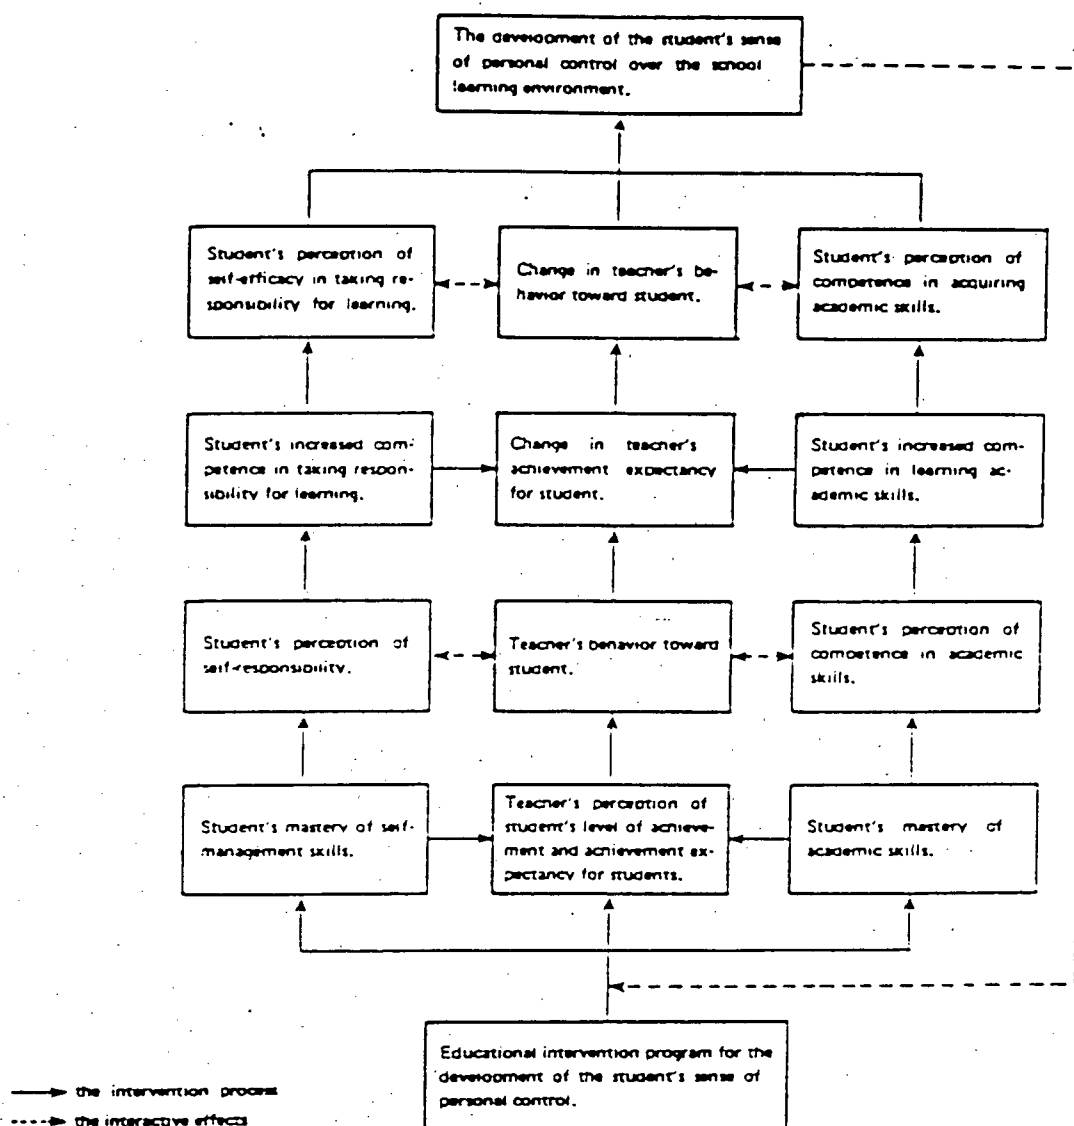 The development of the student's sense
of personal control over the school
learning environment.
Student's perception of
self-efficacy in taking re-
sponsibility for learning.
Change in teacher's be-
havior toward student.
Student's perception of
competence in acquiring
academic skills.
Student's increased com-
petence in taking respon-
sibility for learning.
Change in teacher's
achievement expectancy
for student.
Student's increased com-
petence in learning ac-
ademic skills.
Student's perception of
self-responsibility.
Teacher's behavior toward
student.
Student's perception of
competence in academic
skills.
Student's mastery of self-
management skills.
Teacher's perception of
student's level of achieve-
ment and achievement ex-
pectancy for students.
Student's mastery of
academic skills.
Educational intervention program for the
development of the student's sense of
personal control.
the intervention process
the interactive effects